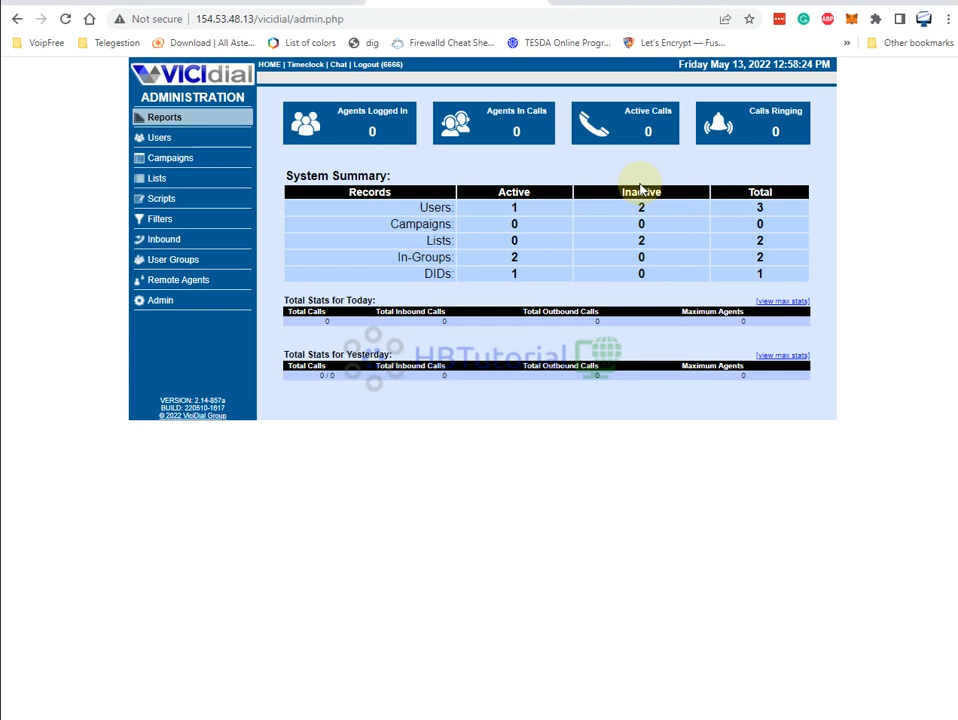 Not secure 154.53.48.13/vicidial/admin.php
VoipFree Telegestion Download | All Aste... List of colors dig Firewalld Cheat She... TESDA Online Progr... Let's Encrypt — Fus... » Other bookmarks
VICIdial
HOME | Timeclock | Chat | Logout (6666) Friday May 13, 2022 12:58:24 PM
ADMINISTRATION
Reports
Users
Campaigns
Lists
Scripts
Filters
Inbound
User Groups
Remote Agents
Admin
VERSION: 2.14-857a
BUILD: 220510-1617
© 2022 ViciDial Group
Agents Logged In
0
Agents In Calls
0
Active Calls
0
Calls Ringing
0
System Summary:
Records Active Inactive Total
Users: 1 2 3
Campaigns: 0 0 0
Lists: 0 2 2
In-Groups: 2 0 2
DIDs: 1 0 1
Total Stats for Today: [view max stats]
Total Calls Total Inbound Calls Total Outbound Calls Maximum Agents
0 0 0 0
Total Stats for Yesterday: [view max stats]
HBTutorial
Total Calls Total Inbound Calls Total Outbound Calls Maximum Agents
0 / 0 0 0 0